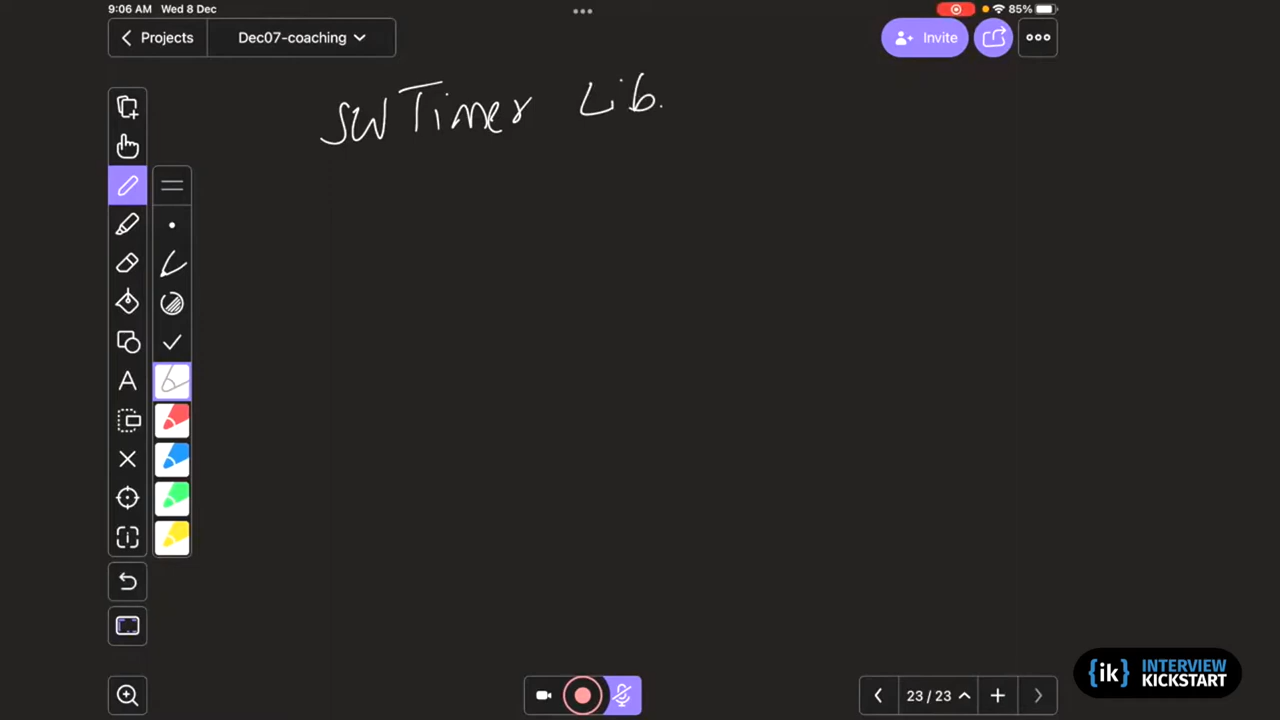 9:06 AM Wed 8 Dec 85%
Projects Dec07-coaching Invite
SW Timer Lib.
A
23 / 23
{ik} INTERVIEW KICKSTART